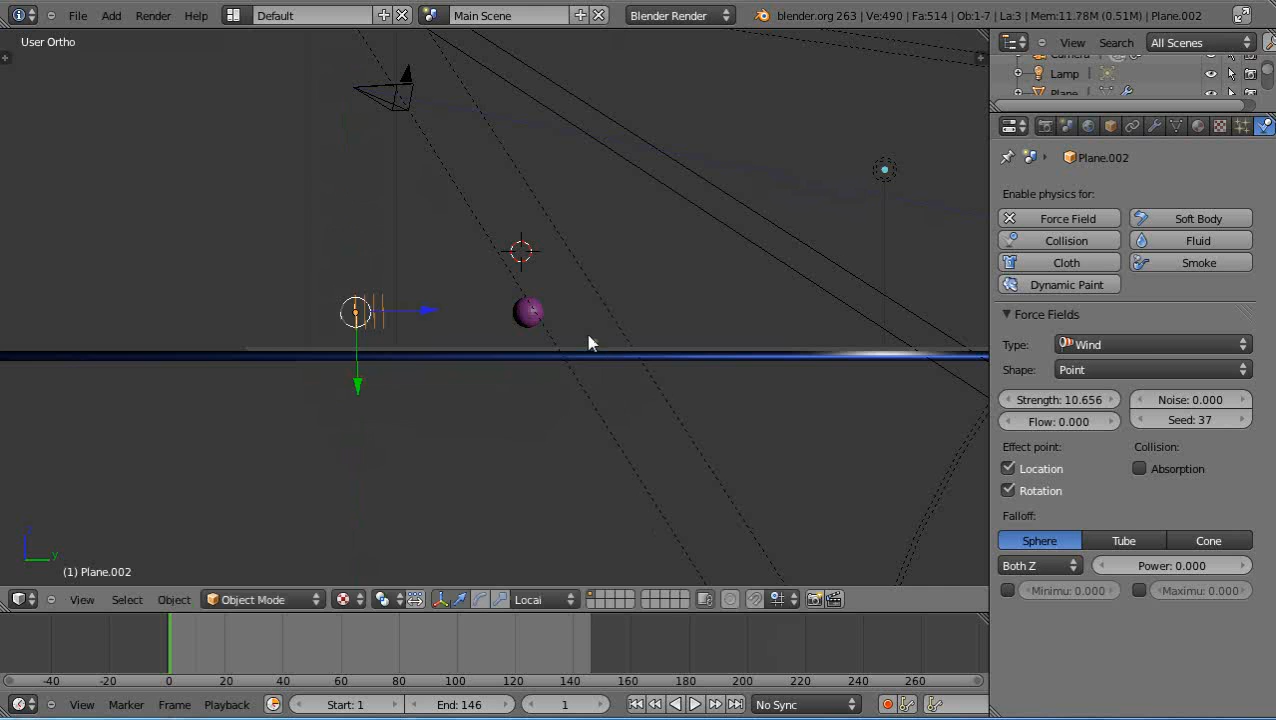 File Add Render Help Default Main Scene Blender Render blender.org 263 | Ve:490 | Fa:514 | Ob:1-7 | La:3 | Mem:11.78M (0.51M) | Plane.002
User Ortho
View Search All Scenes
Camera
Lamp
Plane
Plane.002
Enable physics for:
Force Field Soft Body
Collision Fluid
Cloth Smoke
Dynamic Paint
Force Fields
Type: Wind
Shape: Point
Strength: 10.656 Noise: 0.000
Flow: 0.000 Seed: 37
Effect point: Collision:
Location Absorption
Rotation
Falloff:
Sphere Tube Cone
Both Z Power: 0.000
Minimu: 0.000 Maximu: 0.000
y
(1) Plane.002
View Select Object Object Mode Local
-40 -20 0 20 40 60 80 100 120 140 160 180 200 220 240 260
View Marker Frame Playback Start: 1 End: 146 1 No Sync